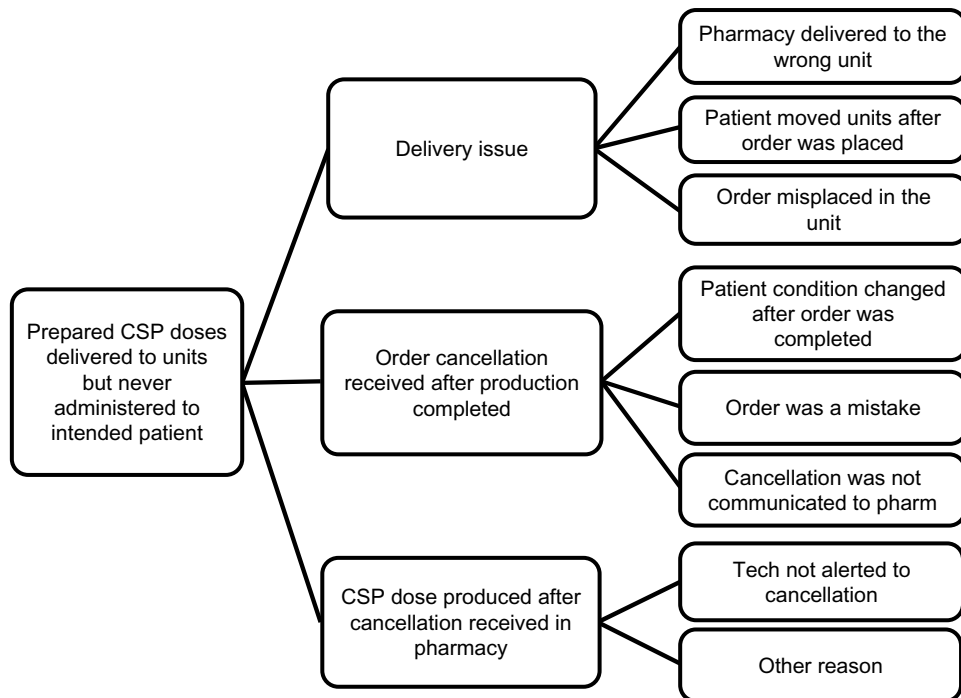 Prepared CSP doses
delivered to units
but never
administered to
intended patient
Delivery issue
Pharmacy delivered to the
wrong unit
Patient moved units after
order was placed
Order misplaced in the
unit
Order cancellation
received after production
completed
Patient condition changed
after order was
completed
Order was a mistake
Cancellation was not
communicated to pharm
CSP dose produced after
cancellation received in
pharmacy
Tech not alerted to
cancellation
Other reason